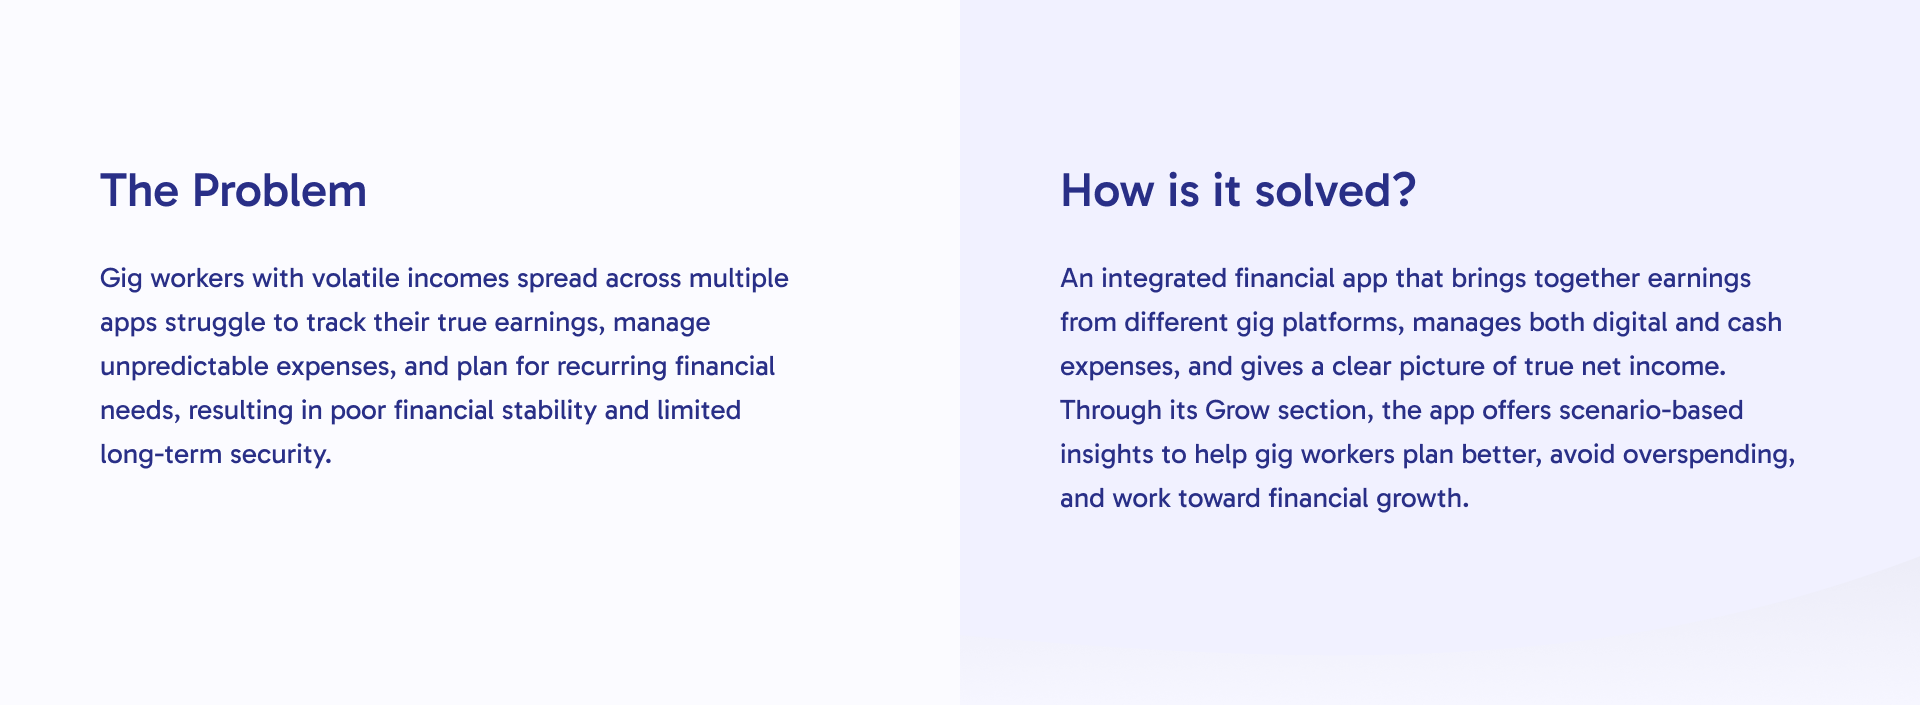 The Problem
Gig workers with volatile incomes spread across multiple
apps struggle to track their true earnings, manage
unpredictable expenses, and plan for recurring financial
needs, resulting in poor financial stability and limited
long-term security.
How is it solved?
An integrated financial app that brings together earnings
from different gig platforms, manages both digital and cash
expenses, and gives a clear picture of true net income.
Through its Grow section, the app offers scenario-based
insights to help gig workers plan better, avoid overspending,
and work toward financial growth.